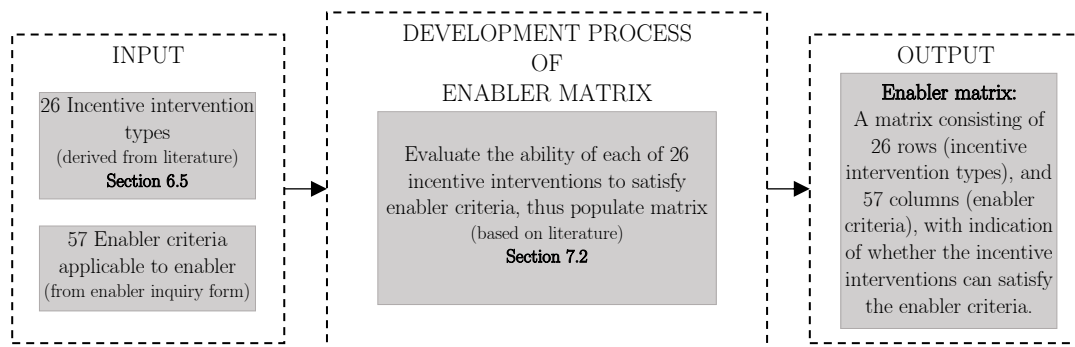 INPUT
26 Incentive intervention
types
(derived from literature)
Section 6.5
57 Enabler criteria
applicable to enabler
(from enabler inquiry form)
DEVELOPMENT PROCESS
OF
ENABLER MATRIX
Evaluate the ability of each of 26
incentive interventions to satisfy
enabler criteria, thus populate matrix
(based on literature)
Section 7.2
OUTPUT
Enabler matrix:
A matrix consisting of
26 rows (incentive
intervention types), and
57 columns (enabler
criteria), with indication
of whether the incentive
interventions can satisfy
the enabler criteria.